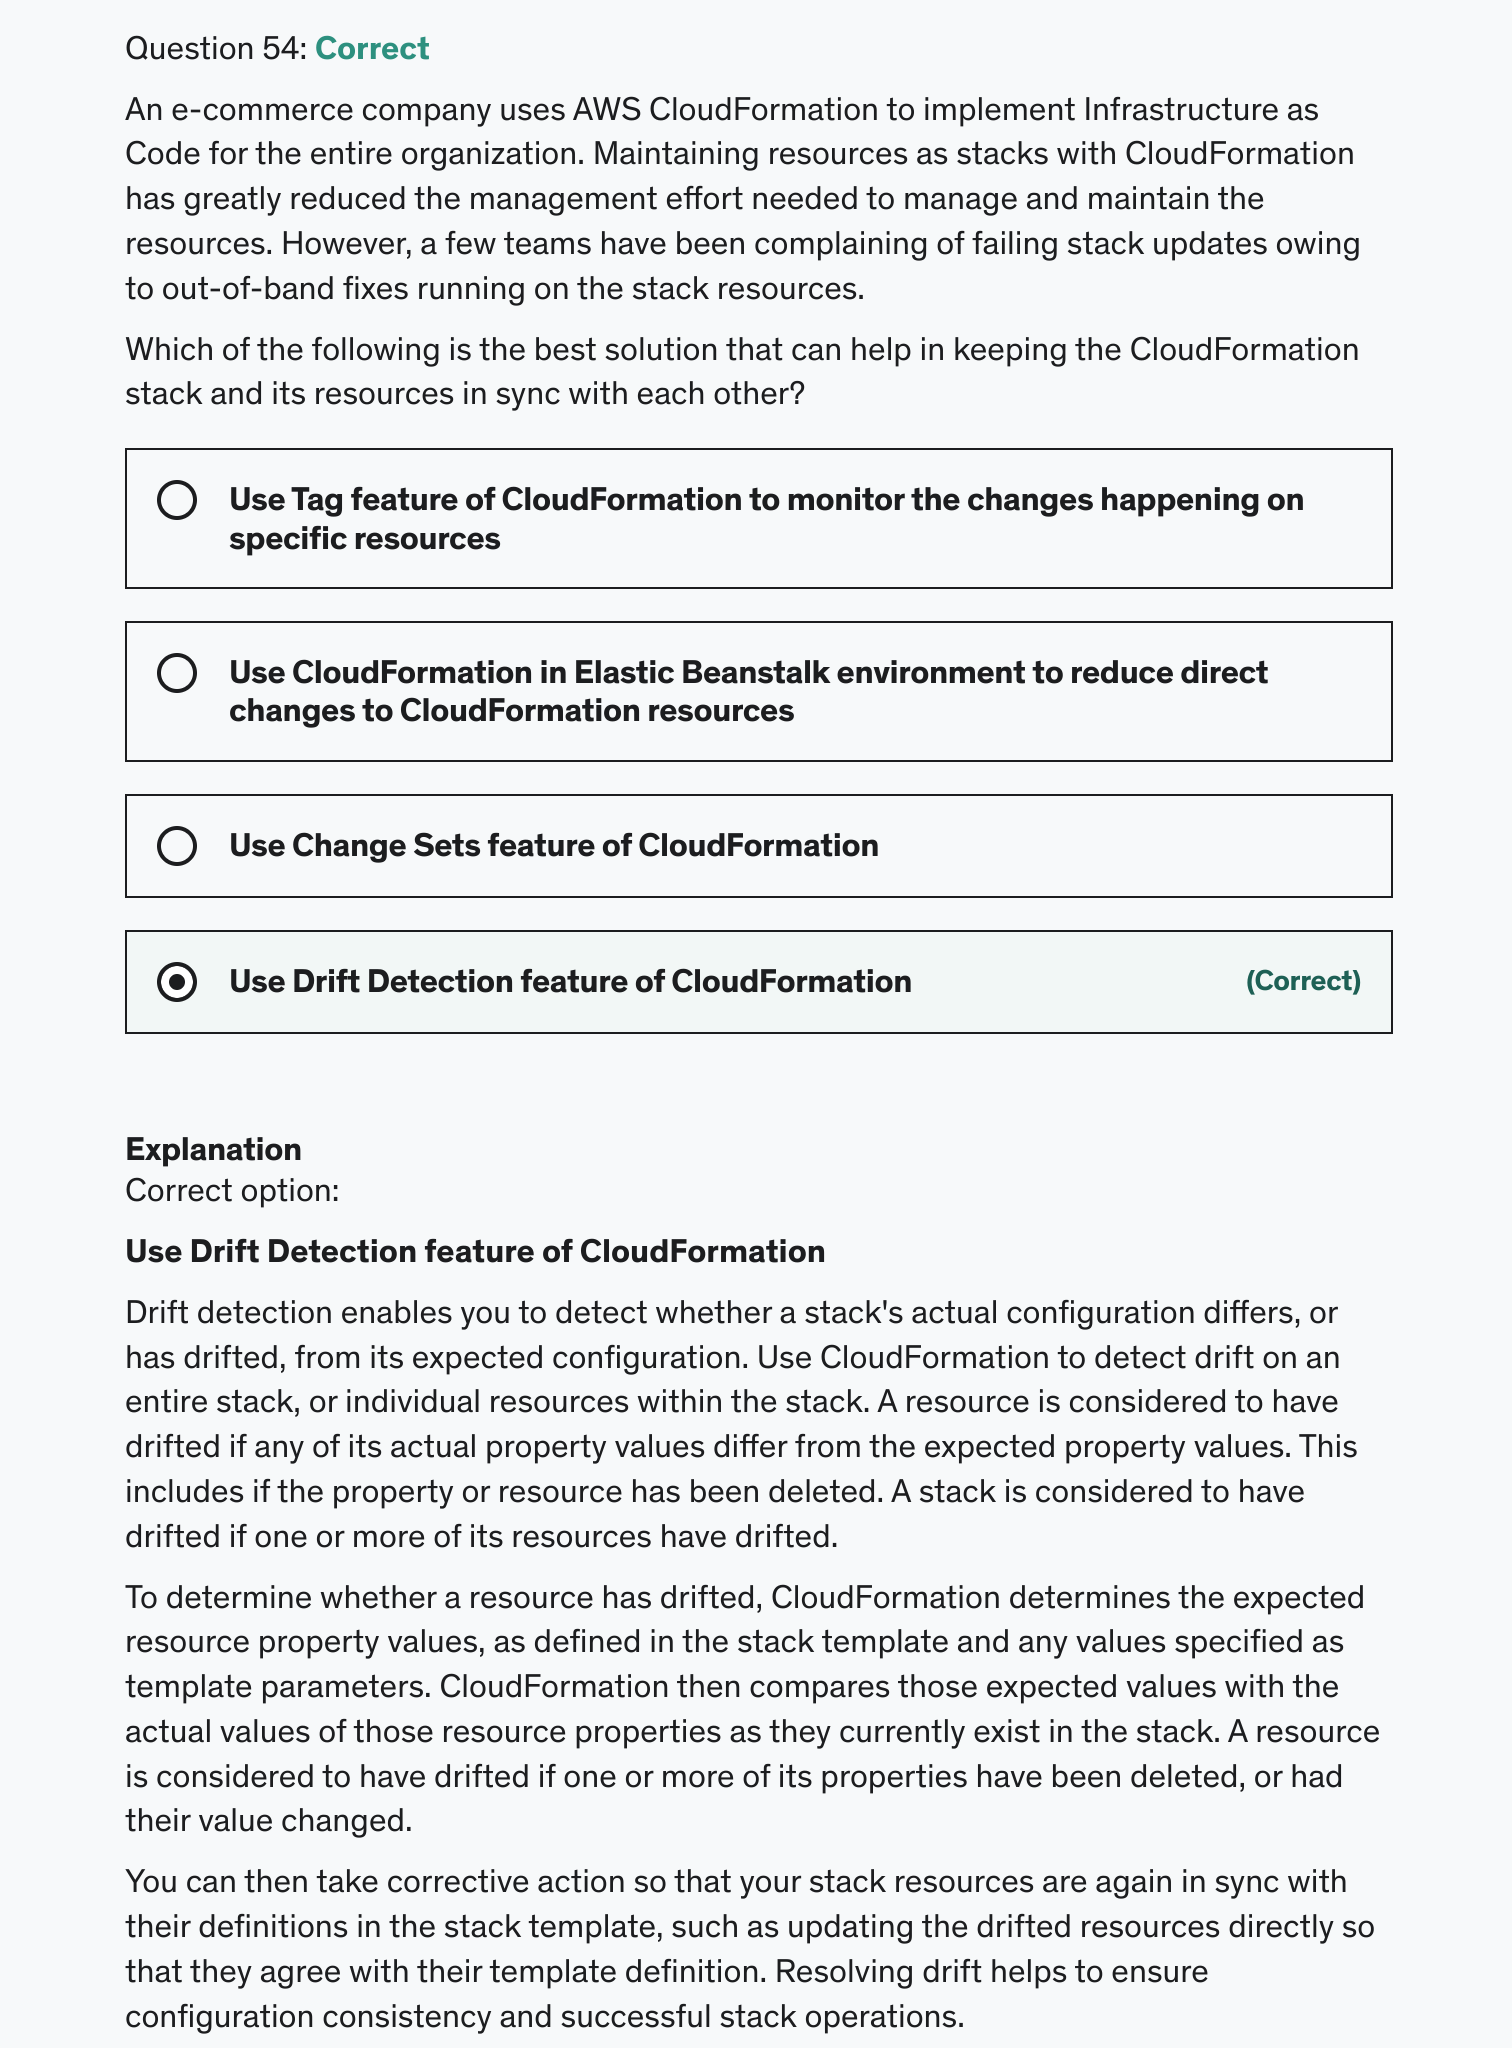 Question 54: Correct
An e-commerce company uses AWS CloudFormation to implement Infrastructure as
Code for the entire organization. Maintaining resources as stacks with CloudFormation
has greatly reduced the management effort needed to manage and maintain the
resources. However, a few teams have been complaining of failing stack updates owing
to out-of-band fixes running on the stack resources.
Which of the following is the best solution that can help in keeping the CloudFormation
stack and its resources in sync with each other?
Use Tag feature of CloudFormation to monitor the changes happening on
specific resources
Use CloudFormation in Elastic Beanstalk environment to reduce direct
changes to CloudFormation resources
Use Change Sets feature of CloudFormation
Use Drift Detection feature of CloudFormation (Correct)
Explanation
Correct option:
Use Drift Detection feature of CloudFormation
Drift detection enables you to detect whether a stack's actual configuration differs, or
has drifted, from its expected configuration. Use CloudFormation to detect drift on an
entire stack, or individual resources within the stack. A resource is considered to have
drifted if any of its actual property values differ from the expected property values. This
includes if the property or resource has been deleted. A stack is considered to have
drifted if one or more of its resources have drifted.
To determine whether a resource has drifted, CloudFormation determines the expected
resource property values, as defined in the stack template and any values specified as
template parameters. CloudFormation then compares those expected values with the
actual values of those resource properties as they currently exist in the stack. A resource
is considered to have drifted if one or more of its properties have been deleted, or had
their value changed.
You can then take corrective action so that your stack resources are again in sync with
their definitions in the stack template, such as updating the drifted resources directly so
that they agree with their template definition. Resolving drift helps to ensure
configuration consistency and successful stack operations.